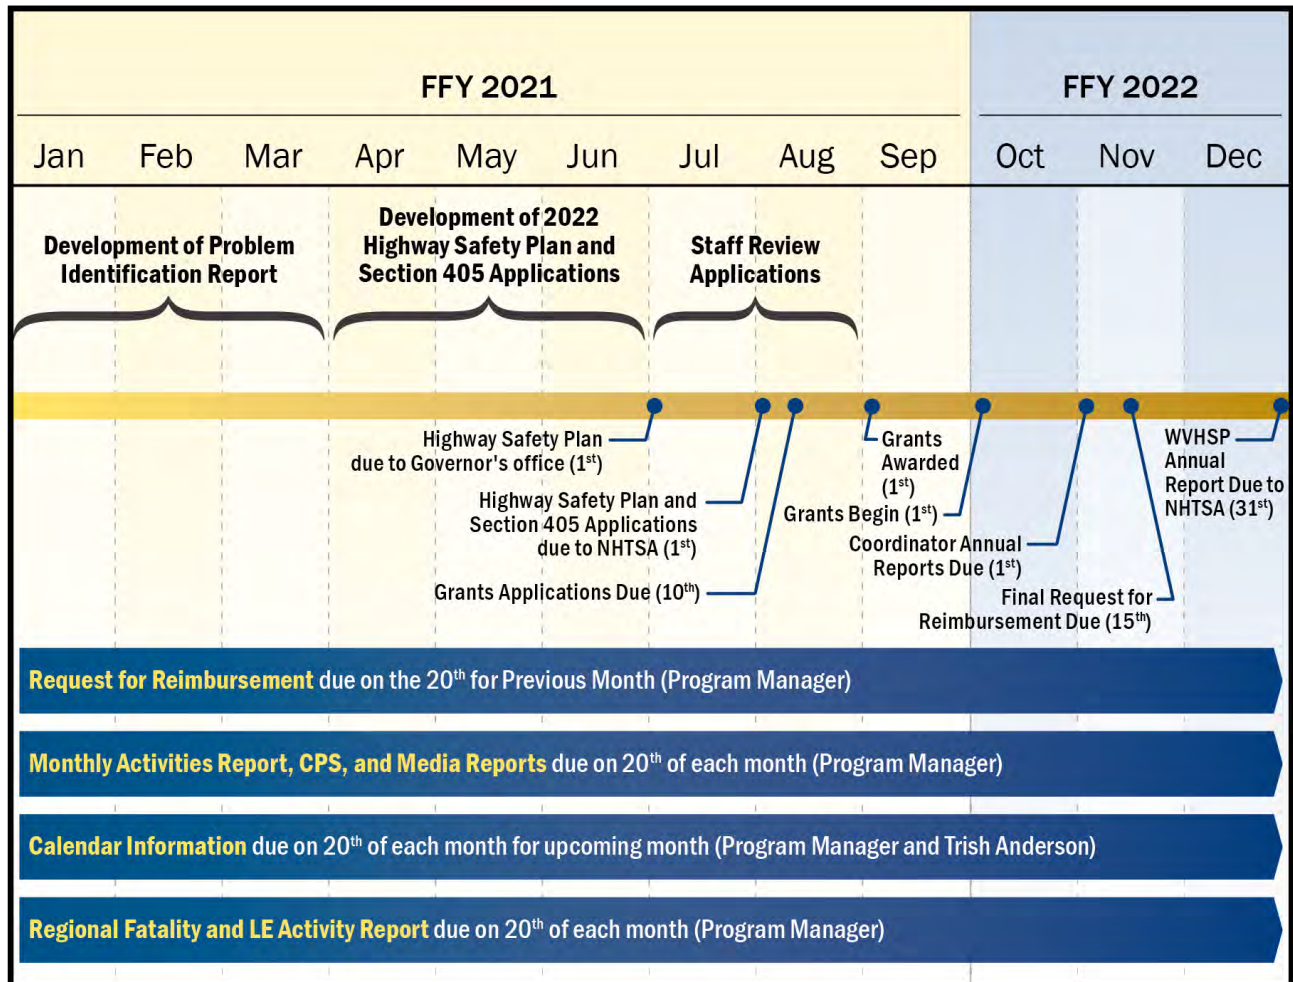 FFY 2021
FFY 2022
Jan Feb Mar Apr May Jun Jul Aug Sep Oct Nov Dec
Development of Problem
Identification Report
Development of 2022
Highway Safety Plan and
Section 405 Applications
Staff Review
Applications
Highway Safety Plan
due to Governor's office (1st)
Highway Safety Plan and
Section 405 Applications
due to NHTSA (1st)
Grants Applications Due (10th)
Grants
Awarded
(1st)
Grants Begin (1st)
Coordinator Annual
Reports Due (1st)
Final Request for
Reimbursement Due (15th)
WVHSP
Annual
Report Due to
NHTSA (31st)
Request for Reimbursement due on the 20th for Previous Month (Program Manager)
Monthly Activities Report, CPS, and Media Reports due on 20th of each month (Program Manager)
Calendar Information due on 20th of each month for upcoming month (Program Manager and Trish Anderson)
Regional Fatality and LE Activity Report due on 20th of each month (Program Manager)